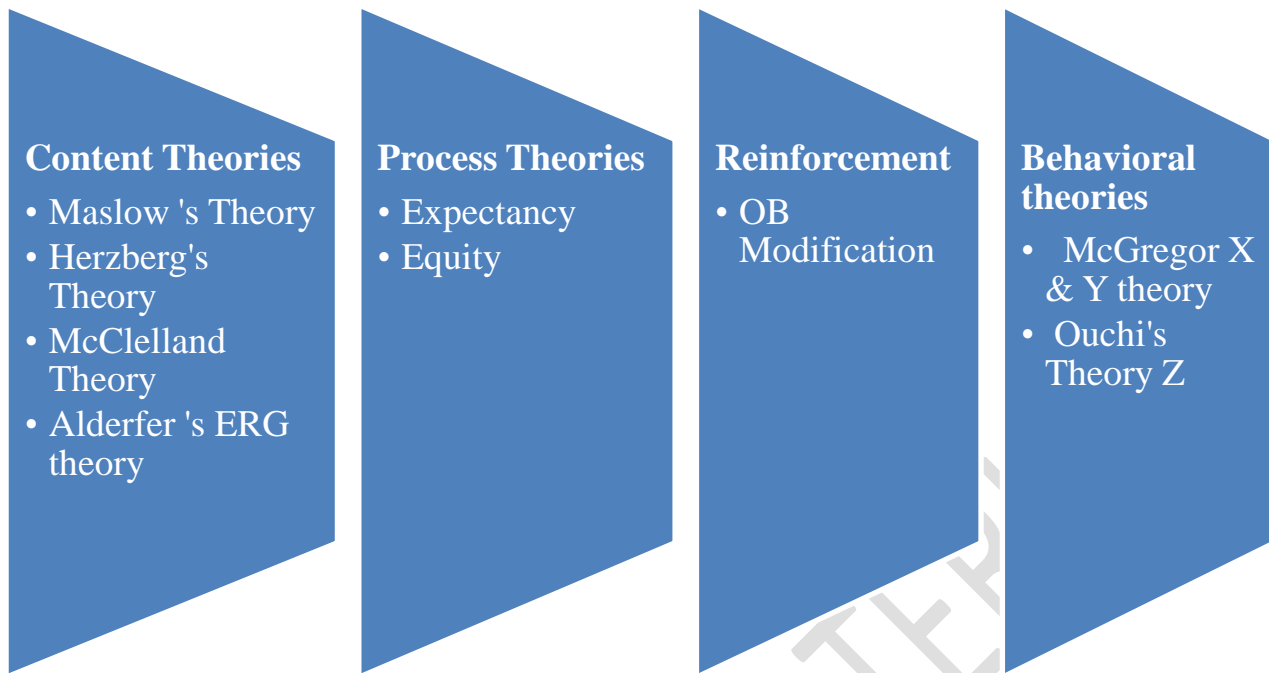 Content Theories
• Maslow 's Theory
• Herzberg's
Theory
• McClelland
Theory
• Alderfer 's ERG
theory
Process Theories
• Expectancy
• Equity
Reinforcement
• OB
Modification
Behavioral
theories
• McGregor X
& Y theory
• Ouchi's
Theory Z